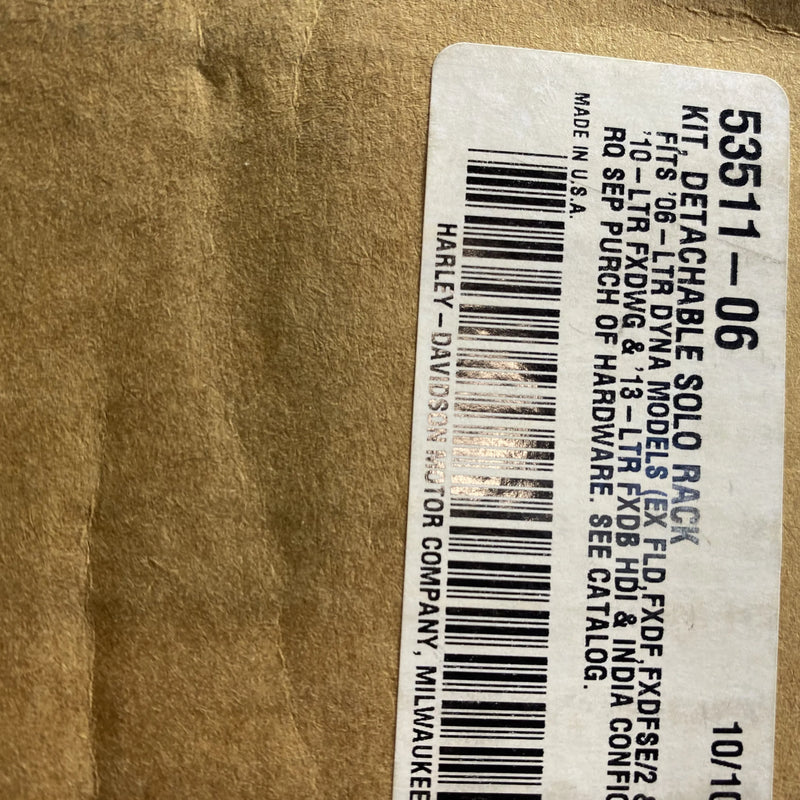 53511-06
10/10
KIT, DETACHABLE SOLO RACK
FITS '06-LTR DYNA MODELS (EX FLD,FXDF,FXDFSE/2 &
'10-LTR FXDWG & '13-LTR FXDB HDI & INDIA CONFIG
RQ SEP PURCH OF HARDWARE. SEE CATALOG.
MADE IN U.S.A.
HARLEY-DAVIDSON MOTOR COMPANY, MILWAUKEE